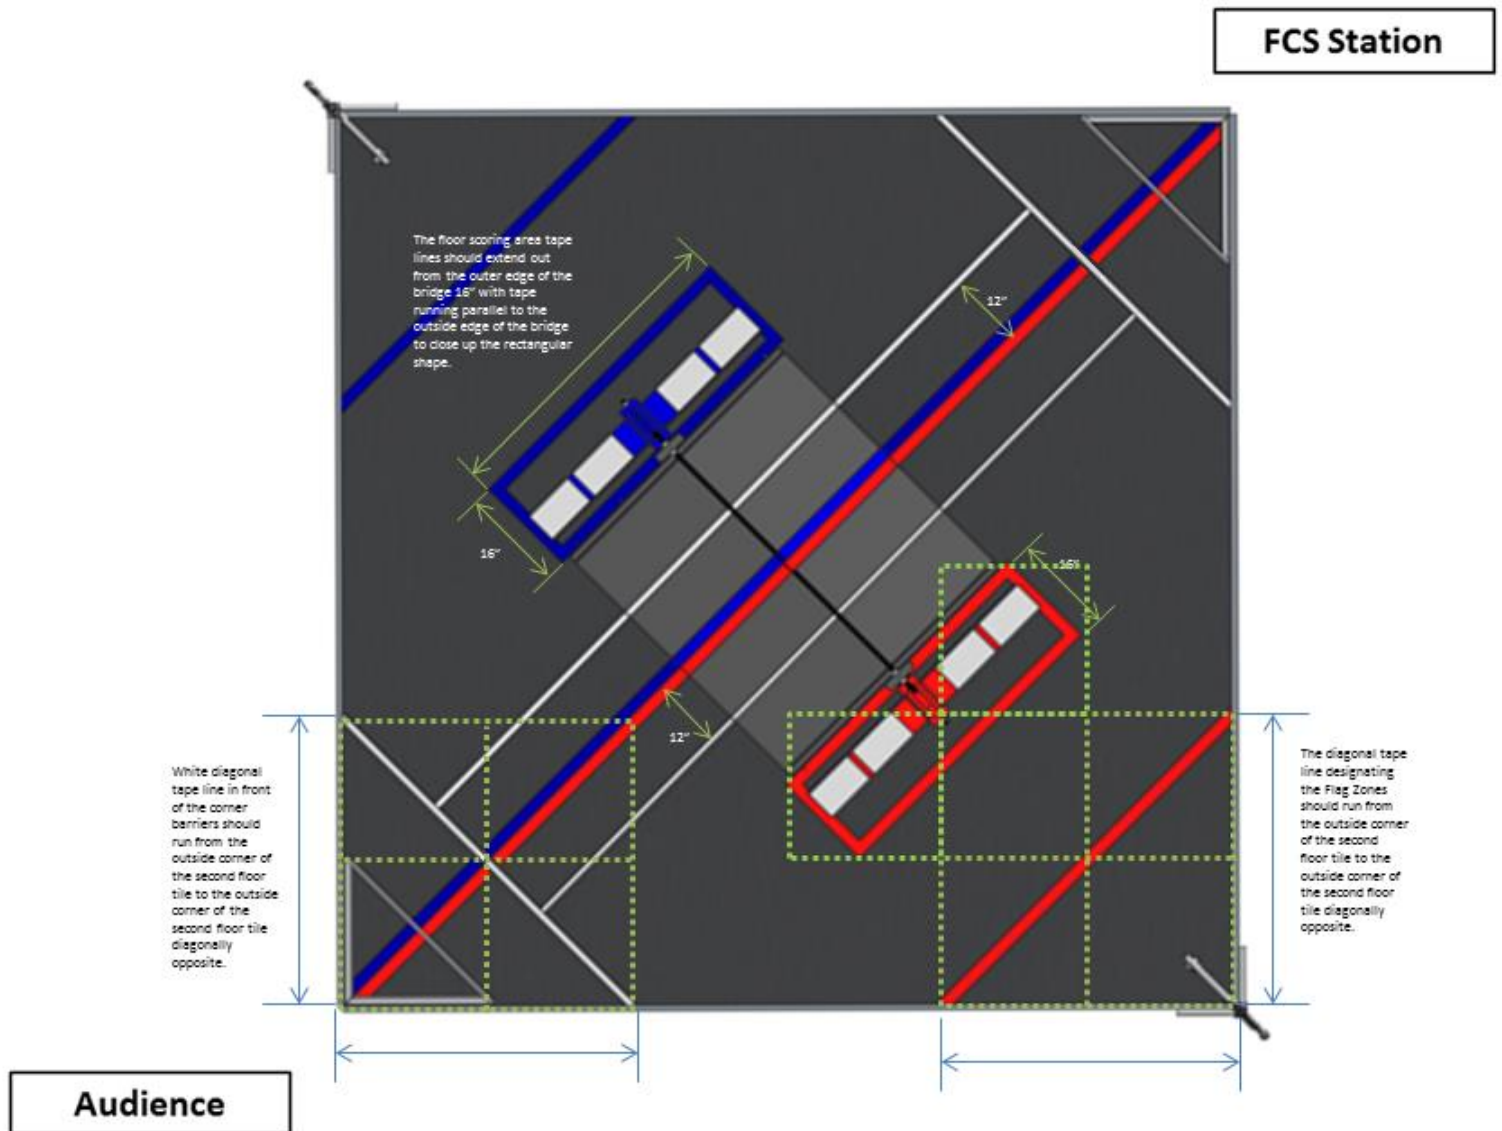 FCS Station
The floor scoring area tape
lines should extend out
from the outer edge of the
bridge 16" with tape
running parallel to the
outside edge of the bridge
to close up the rectangular
shape.
12"
16"
16"
12"
White diagonal
tape line in front
of the corner
barriers should
run from the
outside corner of
the second floor
tile to the outside
corner of the
second floor tile
diagonally
opposite.
The diagonal tape
line designating
the Flag Zones
should run from
the outside corner
of the second
floor tile to the
outside corner of
the second floor
tile diagonally
opposite.
Audience